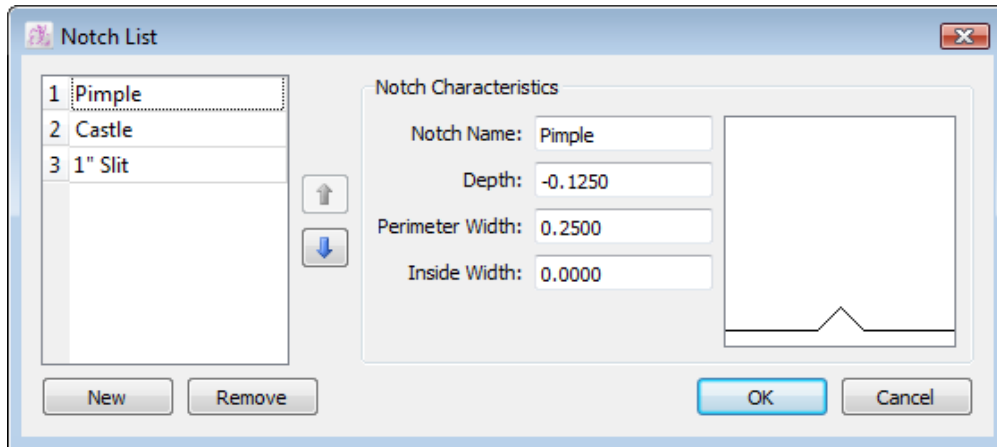 Notch List
1 Pimple
2 Castle
3 1" Slit
Notch Characteristics
Notch Name: Pimple
Depth: -0.1250
Perimeter Width: 0.2500
Inside Width: 0.0000
New Remove OK Cancel